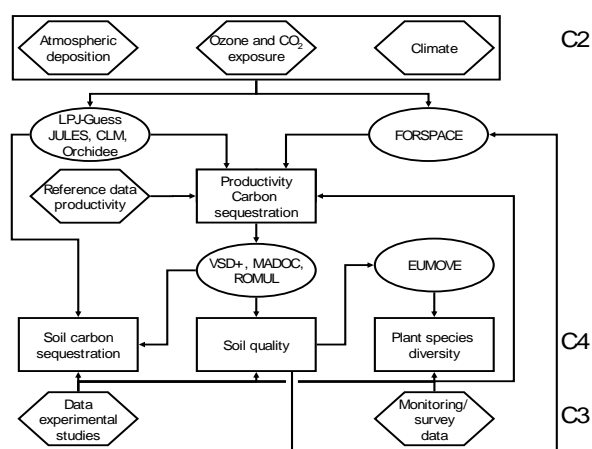 Atmospheric
deposition
Ozone and CO2
exposure
Climate
C2
LPJ-Guess
JULES, CLM,
Orchidee
FORSPACE
Reference data
productivity
Productivity
Carbon
sequestration
VSD+, MADOC,
ROMUL
EUMOVE
Soil carbon
sequestration
Soil quality
Plant species
diversity
C4
Data
experimental
studies
Monitoring/
survey
data
C3